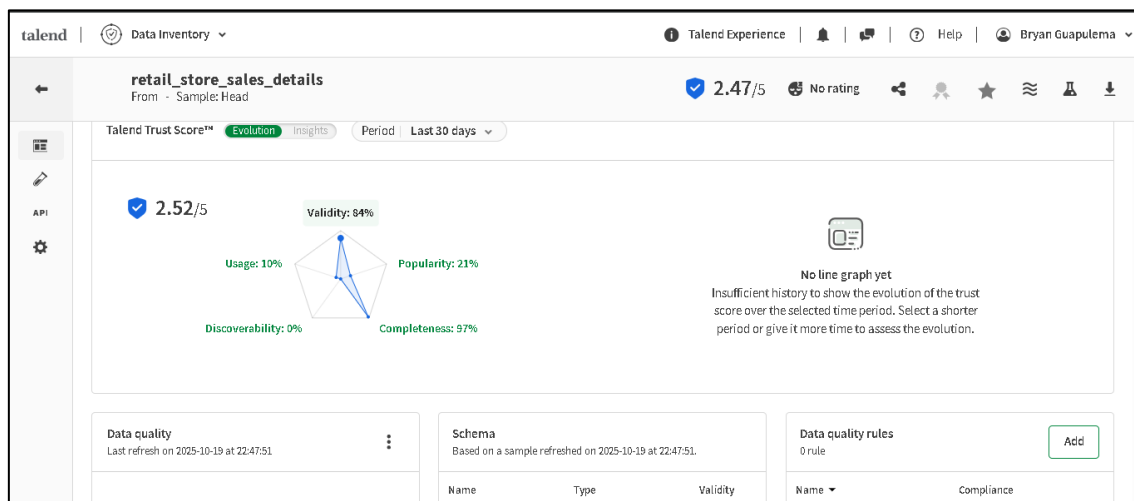 talend
Data Inventory
Talend Experience
Help
Bryan Guapulema
retail_store_sales_details
From - Sample: Head
2.47/5
No rating
Talend Trust Score™
Evolution
Insights
Period
Last 30 days
API
2.52/5
Validity: 84%
Usage: 10%
Popularity: 21%
Discoverability: 0%
Completeness: 97%
No line graph yet
Insufficient history to show the evolution of the trust
score over the selected time period. Select a shorter
period or give it more time to assess the evolution.
Data quality
Last refresh on 2025-10-19 at 22:47:51
Schema
Based on a sample refreshed on 2025-10-19 at 22:47:51.
Name Type Validity
Data quality rules
0 rule
Add
Name Compliance